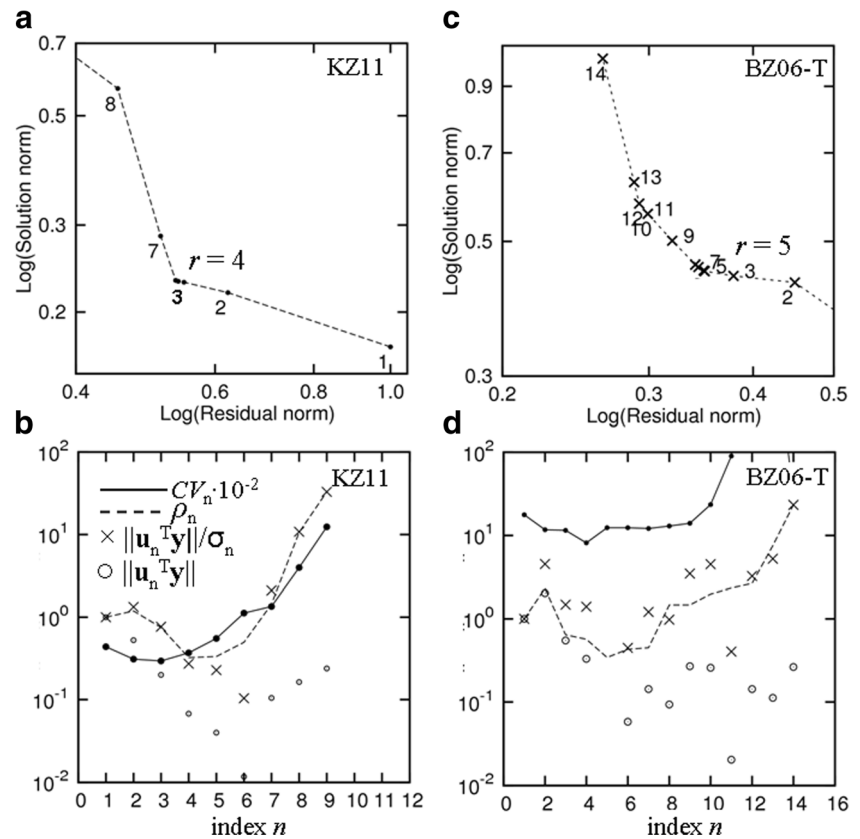 a
KZ11
0.7
0.5
0.3
0.2
Log(Solution norm)
8
7
r = 4
3
2
1
0.4
0.6
0.8
1.0
Log(Residual norm)
c
BZ06-T
0.9
0.7
0.5
0.3
Log(Solution norm)
14
13
12
11
10
9
r = 5
7
5
3
2
0.2
0.3
0.4
0.5
Log(Residual norm)
b
KZ11
10^2
10^1
10^0
10^-1
10^-2
CV_n·10^-2
ρ_n
||u_n^T y||/σ_n
||u_n^T y||
0 1 2 3 4 5 6 7 8 9 10 11 12
index n
d
BZ06-T
10^2
10^1
10^0
10^-1
10^-2
0 2 4 6 8 10 12 14 16
index n